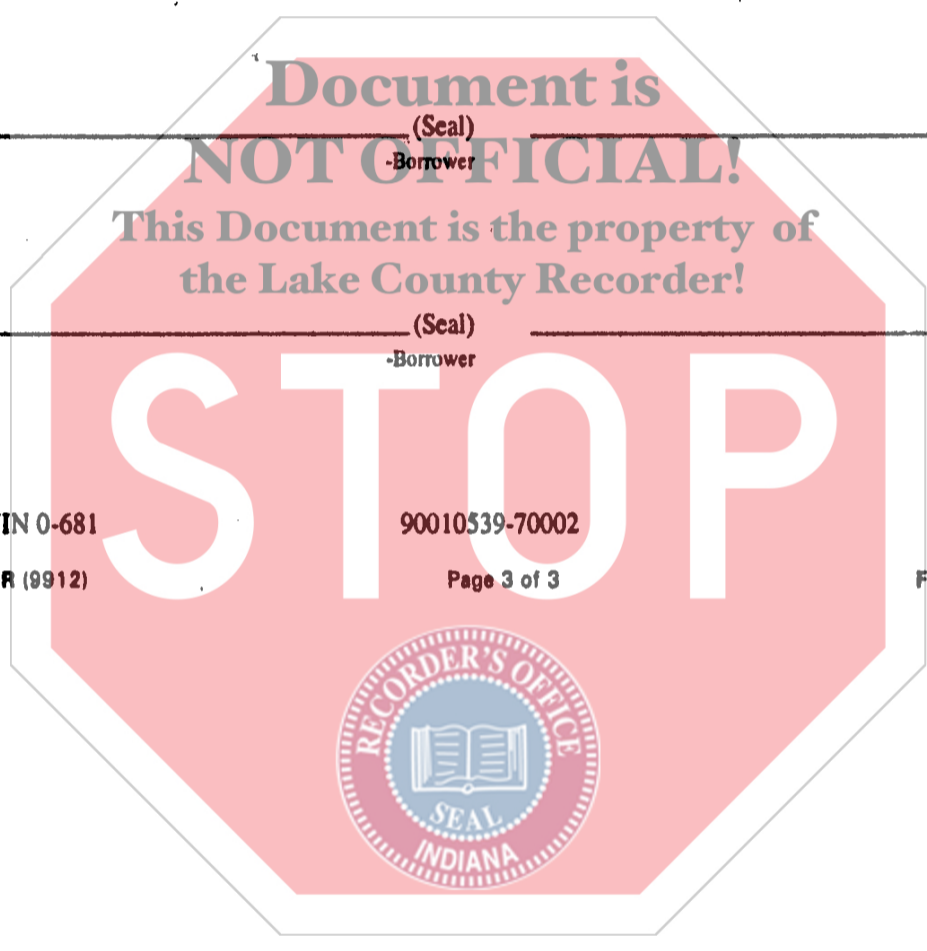 Document is
(Seal)
NOT OFFICIAL!
-Borrower
This Document is the property of
the Lake County Recorder!
(Seal)
-Borrower
STOP
IN 0-681 90010539-70002
R (9912) Page 3 of 3 F
RECORDER'S OFFICE
SEAL
INDIANA